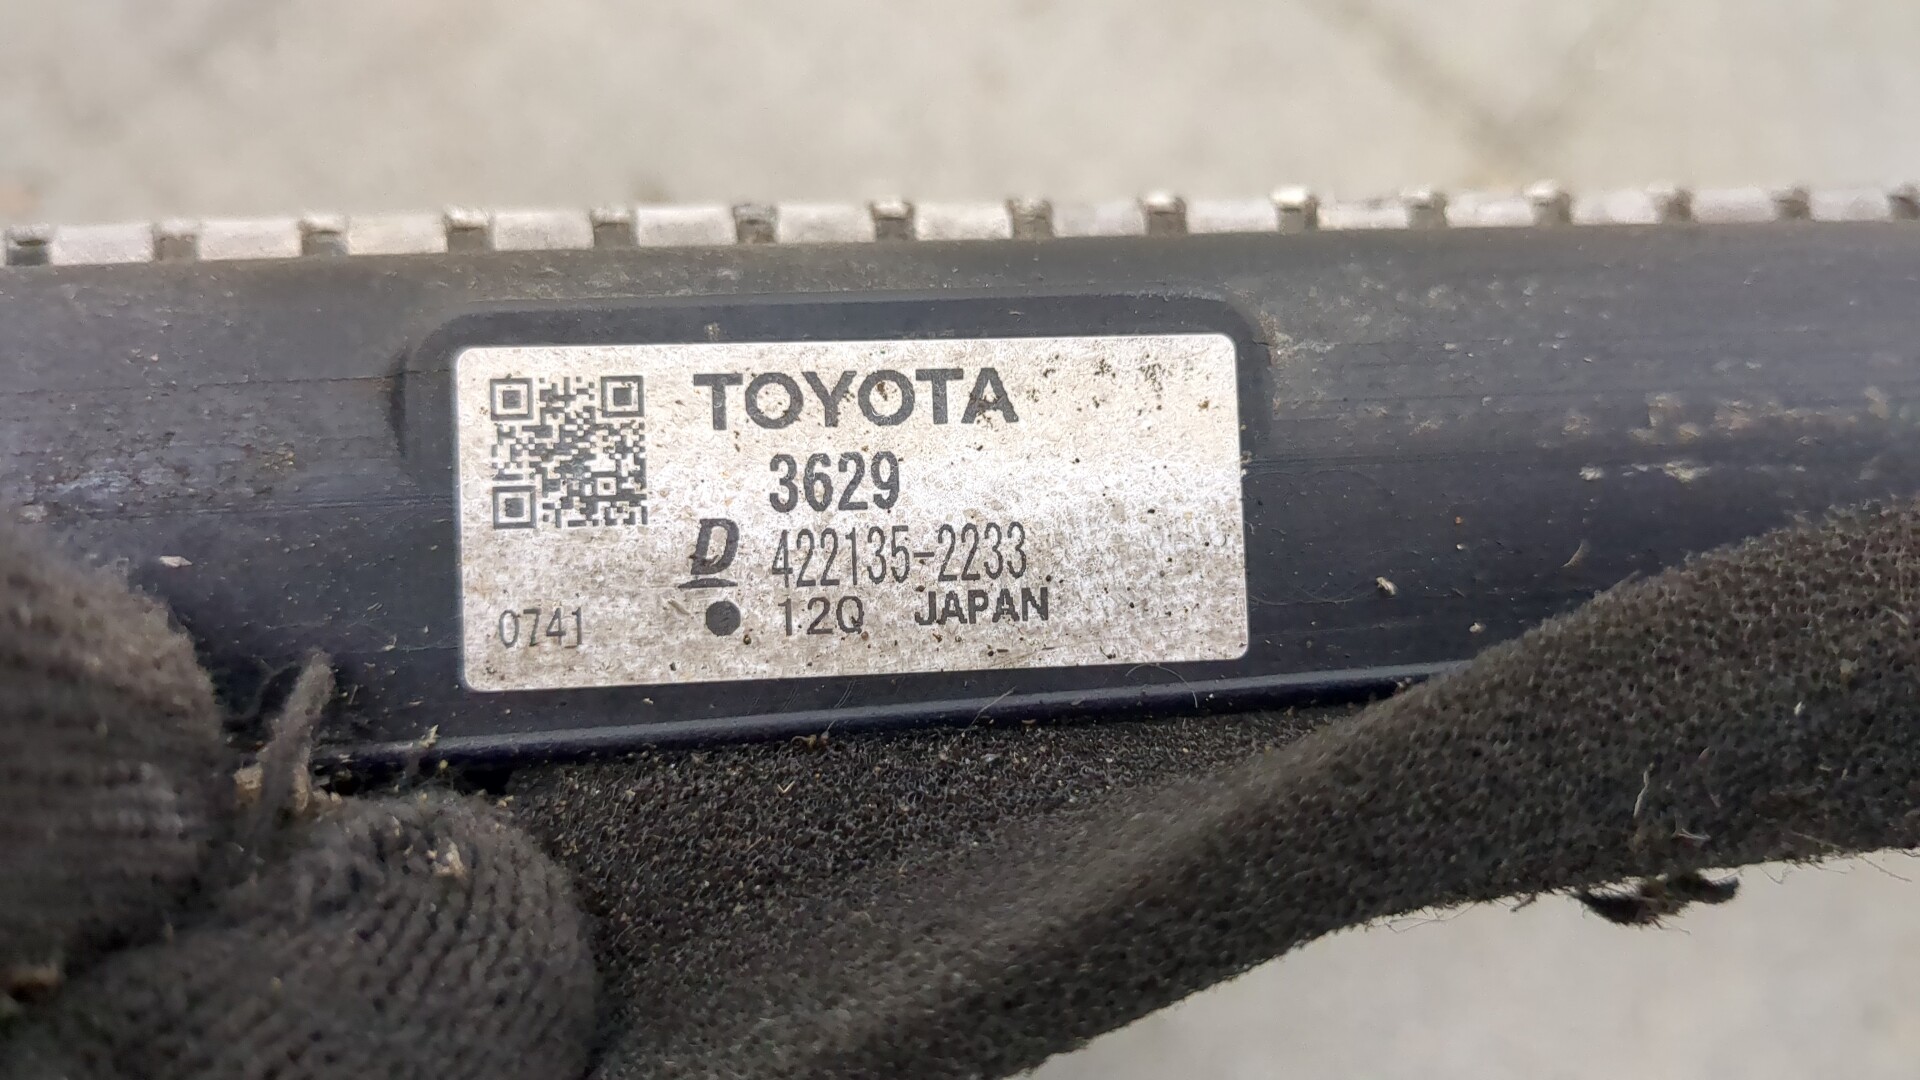 TOYOTA
3629
D 422135-2233
0741 ● 12Q JAPAN